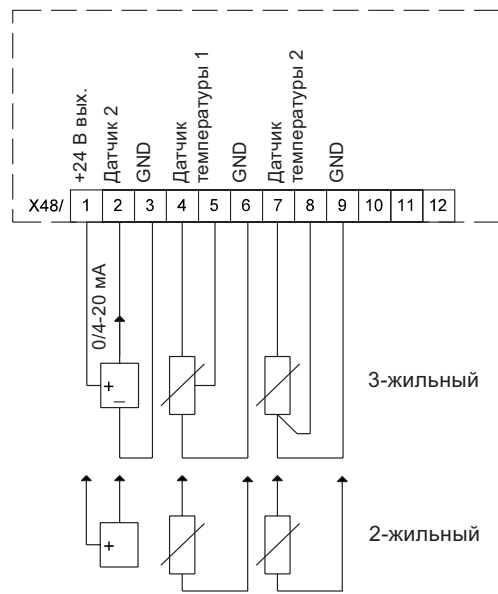 +24 В вых.
Датчик 2
GND
Датчик
температуры 1
GND
Датчик
температуры 2
GND
X48/ 1 2 3 4 5 6 7 8 9 10 11 12
0/4-20 мА
+
_
3-жильный
+
2-жильный